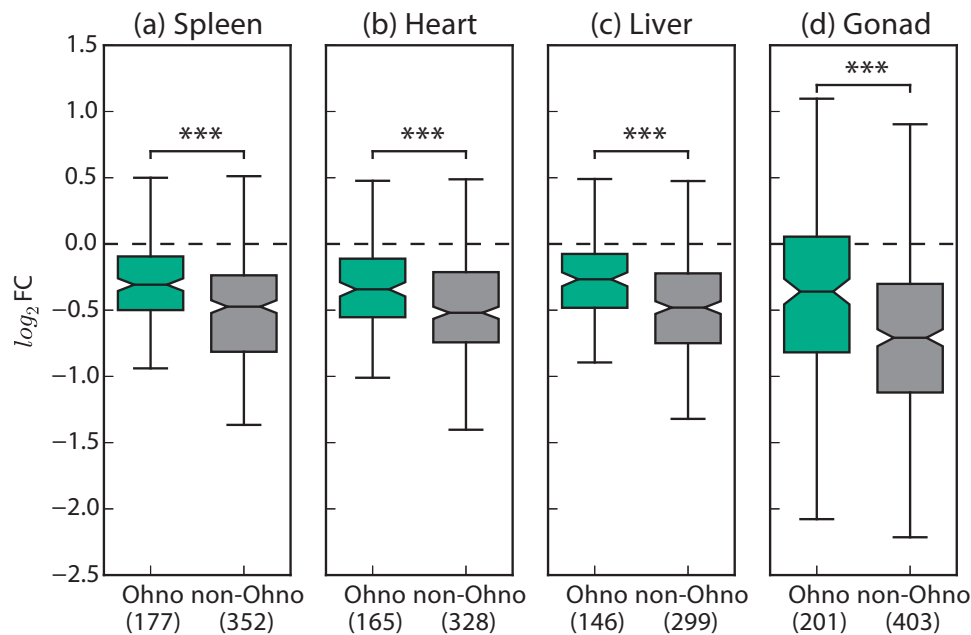 (a) Spleen
(b) Heart
(c) Liver
(d) Gonad
1.5
1.0
0.5
0.0
−0.5
−1.0
−1.5
−2.0
−2.5
log₂ FC
***
***
***
***
Ohno non-Ohno
(177) (352)
Ohno non-Ohno
(165) (328)
Ohno non-Ohno
(146) (299)
Ohno non-Ohno
(201) (403)